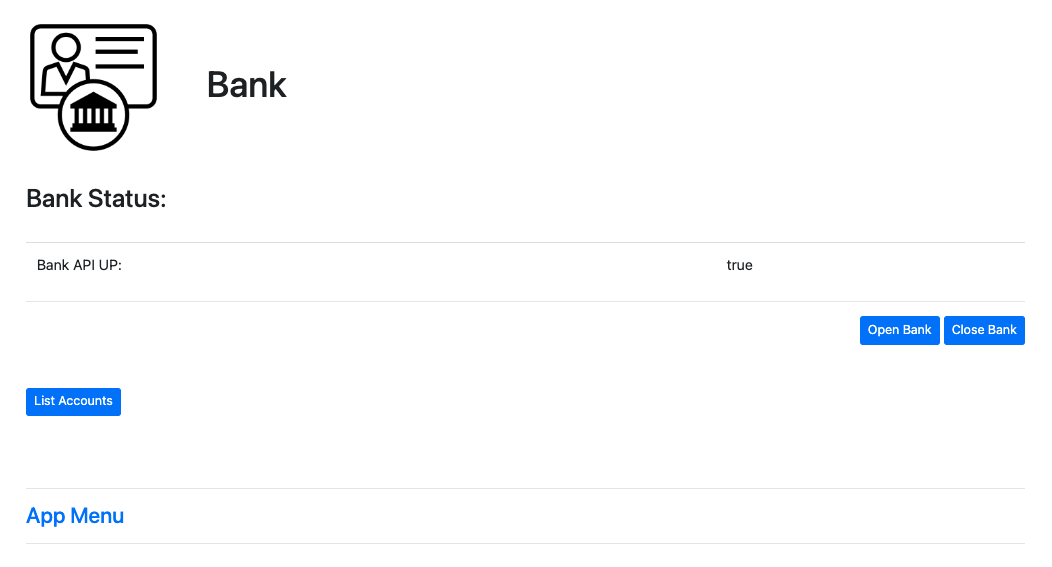 Bank
Bank Status:
Bank API UP: true
Open Bank Close Bank
List Accounts
App Menu